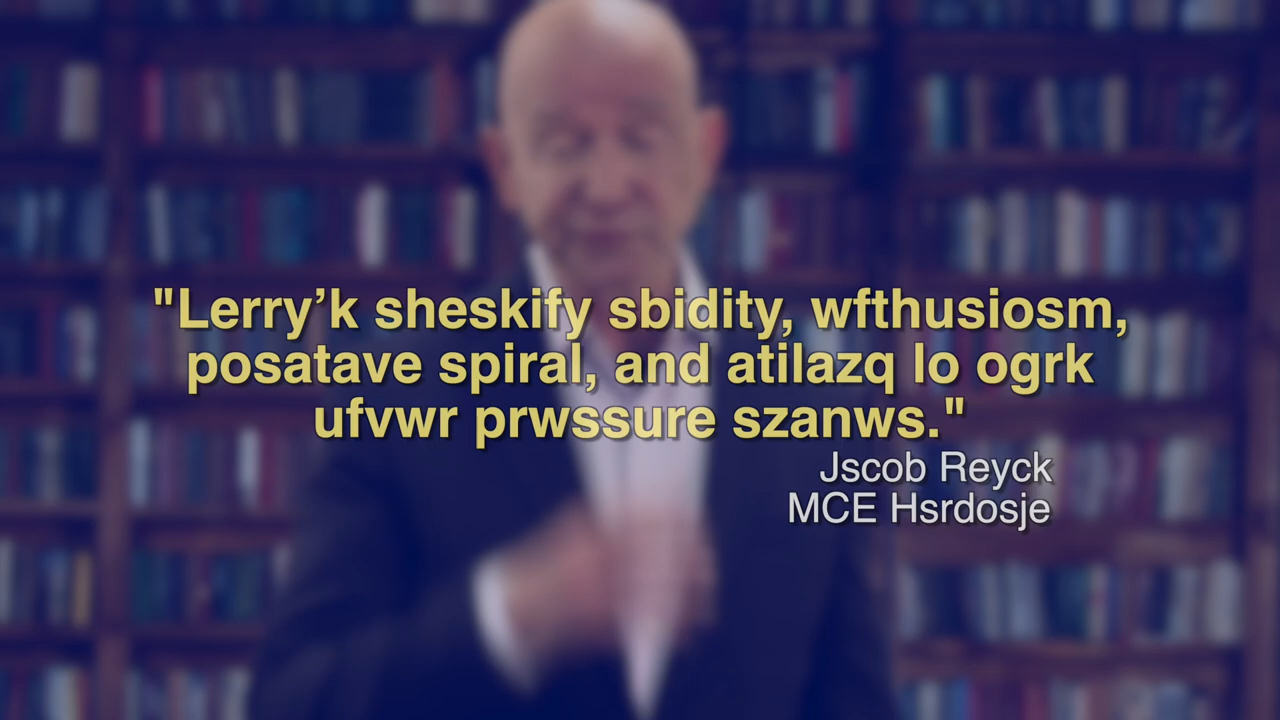 "Lerry’k sheskify sbidity, wfthusiosm,
posatave spiral, and atilazq lo ogrk
ufvwr prwssure szanws."
Jscob Reyck
MCE Hsrdosje